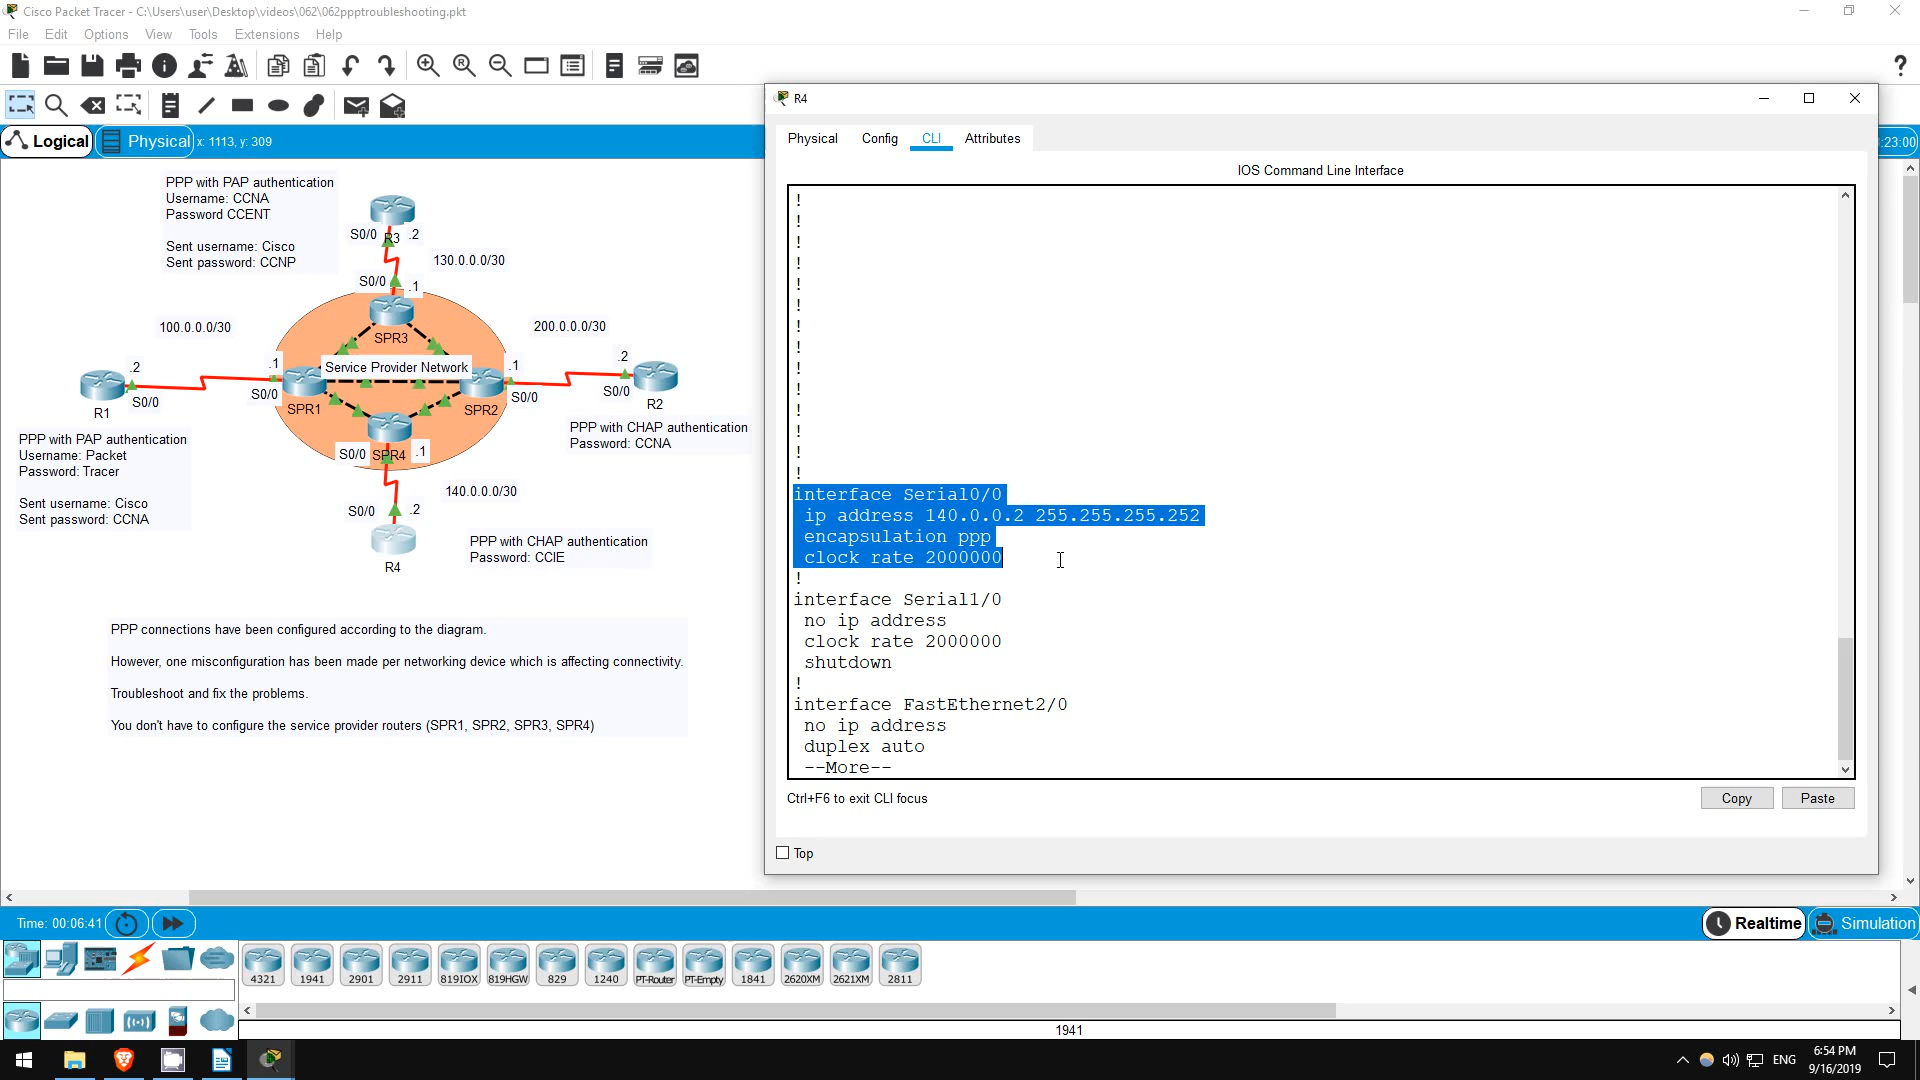 Cisco Packet Tracer - C:\Users\user\Desktop\videos\062\062ppptroubleshooting.pkt
File Edit Options View Tools Extensions Help
Logical Physical x: 1113, y: 309
:23:00
PPP with PAP authentication
Username: CCNA
Password CCENT
Sent username: Cisco
Sent password: CCNP
S0/0 R3 .2
130.0.0.0/30
S0/0 .1
SPR3
100.0.0.0/30
200.0.0.0/30
Service Provider Network
.2
.1
.1
.2
S0/0
S0/0
S0/0
S0/0
R1
SPR1
SPR2
R2
PPP with CHAP authentication
Password: CCNA
PPP with PAP authentication
Username: Packet
Password: Tracer
Sent username: Cisco
Sent password: CCNA
S0/0 SPR4 .1
140.0.0.0/30
S0/0 .2
R4
PPP with CHAP authentication
Password: CCIE
PPP connections have been configured according to the diagram.
However, one misconfiguration has been made per networking device which is affecting connectivity.
Troubleshoot and fix the problems.
You don't have to configure the service provider routers (SPR1, SPR2, SPR3, SPR4)
R4
Physical Config CLI Attributes
IOS Command Line Interface
!
!
!
!
!
!
!
!
!
!
!
!
!
!
interface Serial0/0
ip address 140.0.0.2 255.255.255.252
encapsulation ppp
clock rate 2000000
!
interface Serial1/0
no ip address
clock rate 2000000
shutdown
!
interface FastEthernet2/0
no ip address
duplex auto
--More--
Ctrl+F6 to exit CLI focus
Copy Paste
Top
Time: 00:06:41
Realtime Simulation
4321 1941 2901 2911 819IOX 819HGW 829 1240 PT-Router PT-Empty 1841 2620XM 2621XM 2811
1941
ENG
6:54 PM
9/16/2019